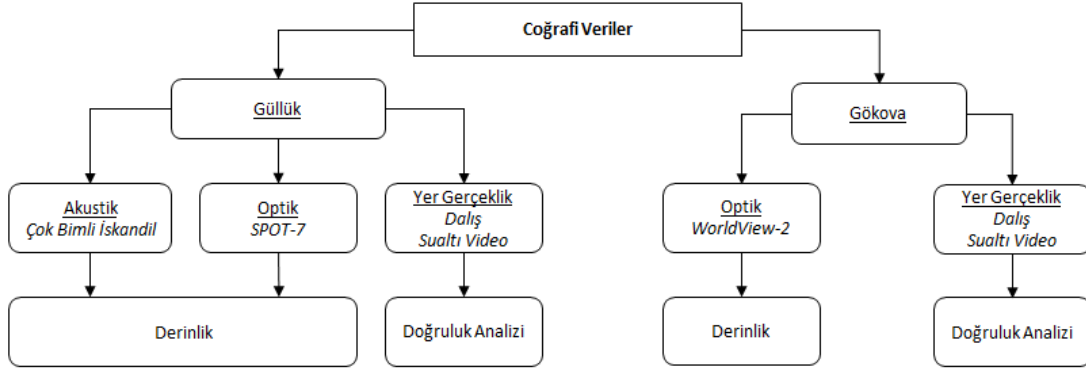 Coğrafi Veriler
Güllük
Gökova
Akustik
Çok Bimli İskandil
Optik
SPOT-7
Yer Gerçeklik
Dalış
Sualtı Video
Optik
WorldView-2
Yer Gerçeklik
Dalış
Sualtı Video
Derinlik
Doğruluk Analizi
Derinlik
Doğruluk Analizi